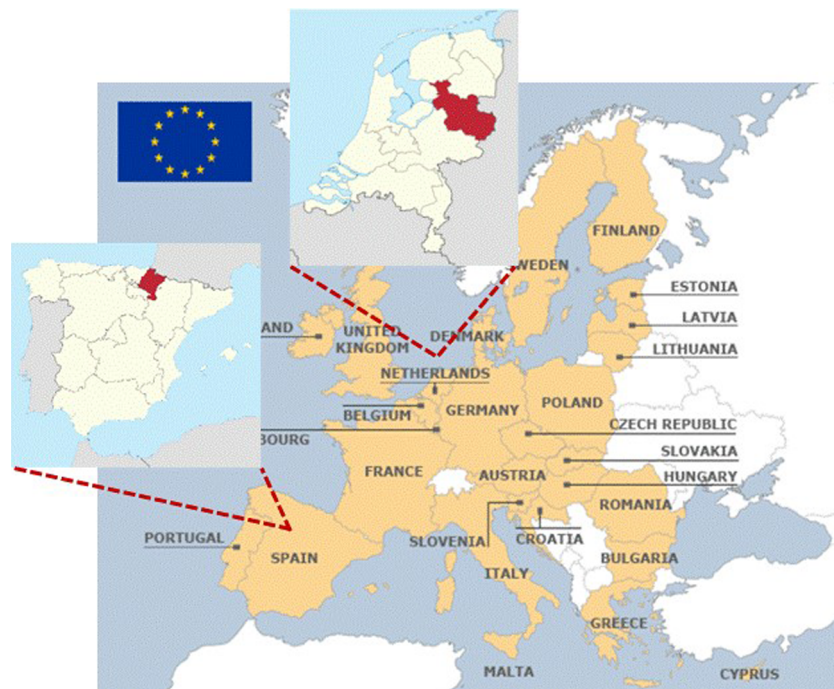 FINLAND
WEDEN
ESTONIA
LAND
UNITED
KINGDOM
DENMARK
LATVIA
LITHUANIA
NETHERLANDS
BELGIUM
GERMANY
POLAND
BOURG
CZECH REPUBLIC
SLOVAKIA
FRANCE
AUSTRIA
HUNGARY
ROMANIA
PORTUGAL
SLOVENIA
CROATIA
SPAIN
ITALY
BULGARIA
GREECE
MALTA
CYPRUS